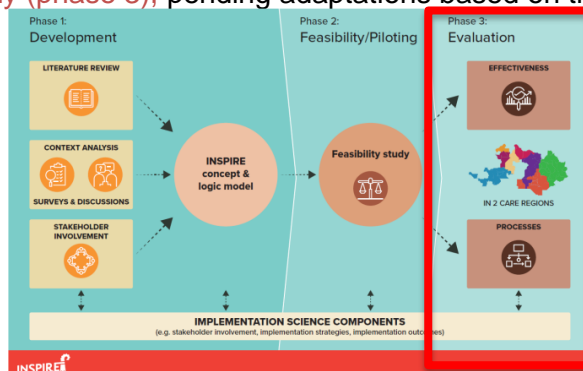 y (phase 3), pending adaptations based on th
Phase 1:
Development
LITERATURE REVIEW
CONTEXT ANALYSIS
SURVEYS & DISCUSSIONS
STAKEHOLDER
INVOLVEMENT
INSPIRE
concept &
logic model
Phase 2:
Feasibility/Piloting
Feasibility study
Phase 3:
Evaluation
EFFECTIVENESS
IN 2 CARE REGIONS
PROCESSES
IMPLEMENTATION SCIENCE COMPONENTS
(e.g. stakeholder involvement, implementation strategies, implementation outcomes)
INSPIRE